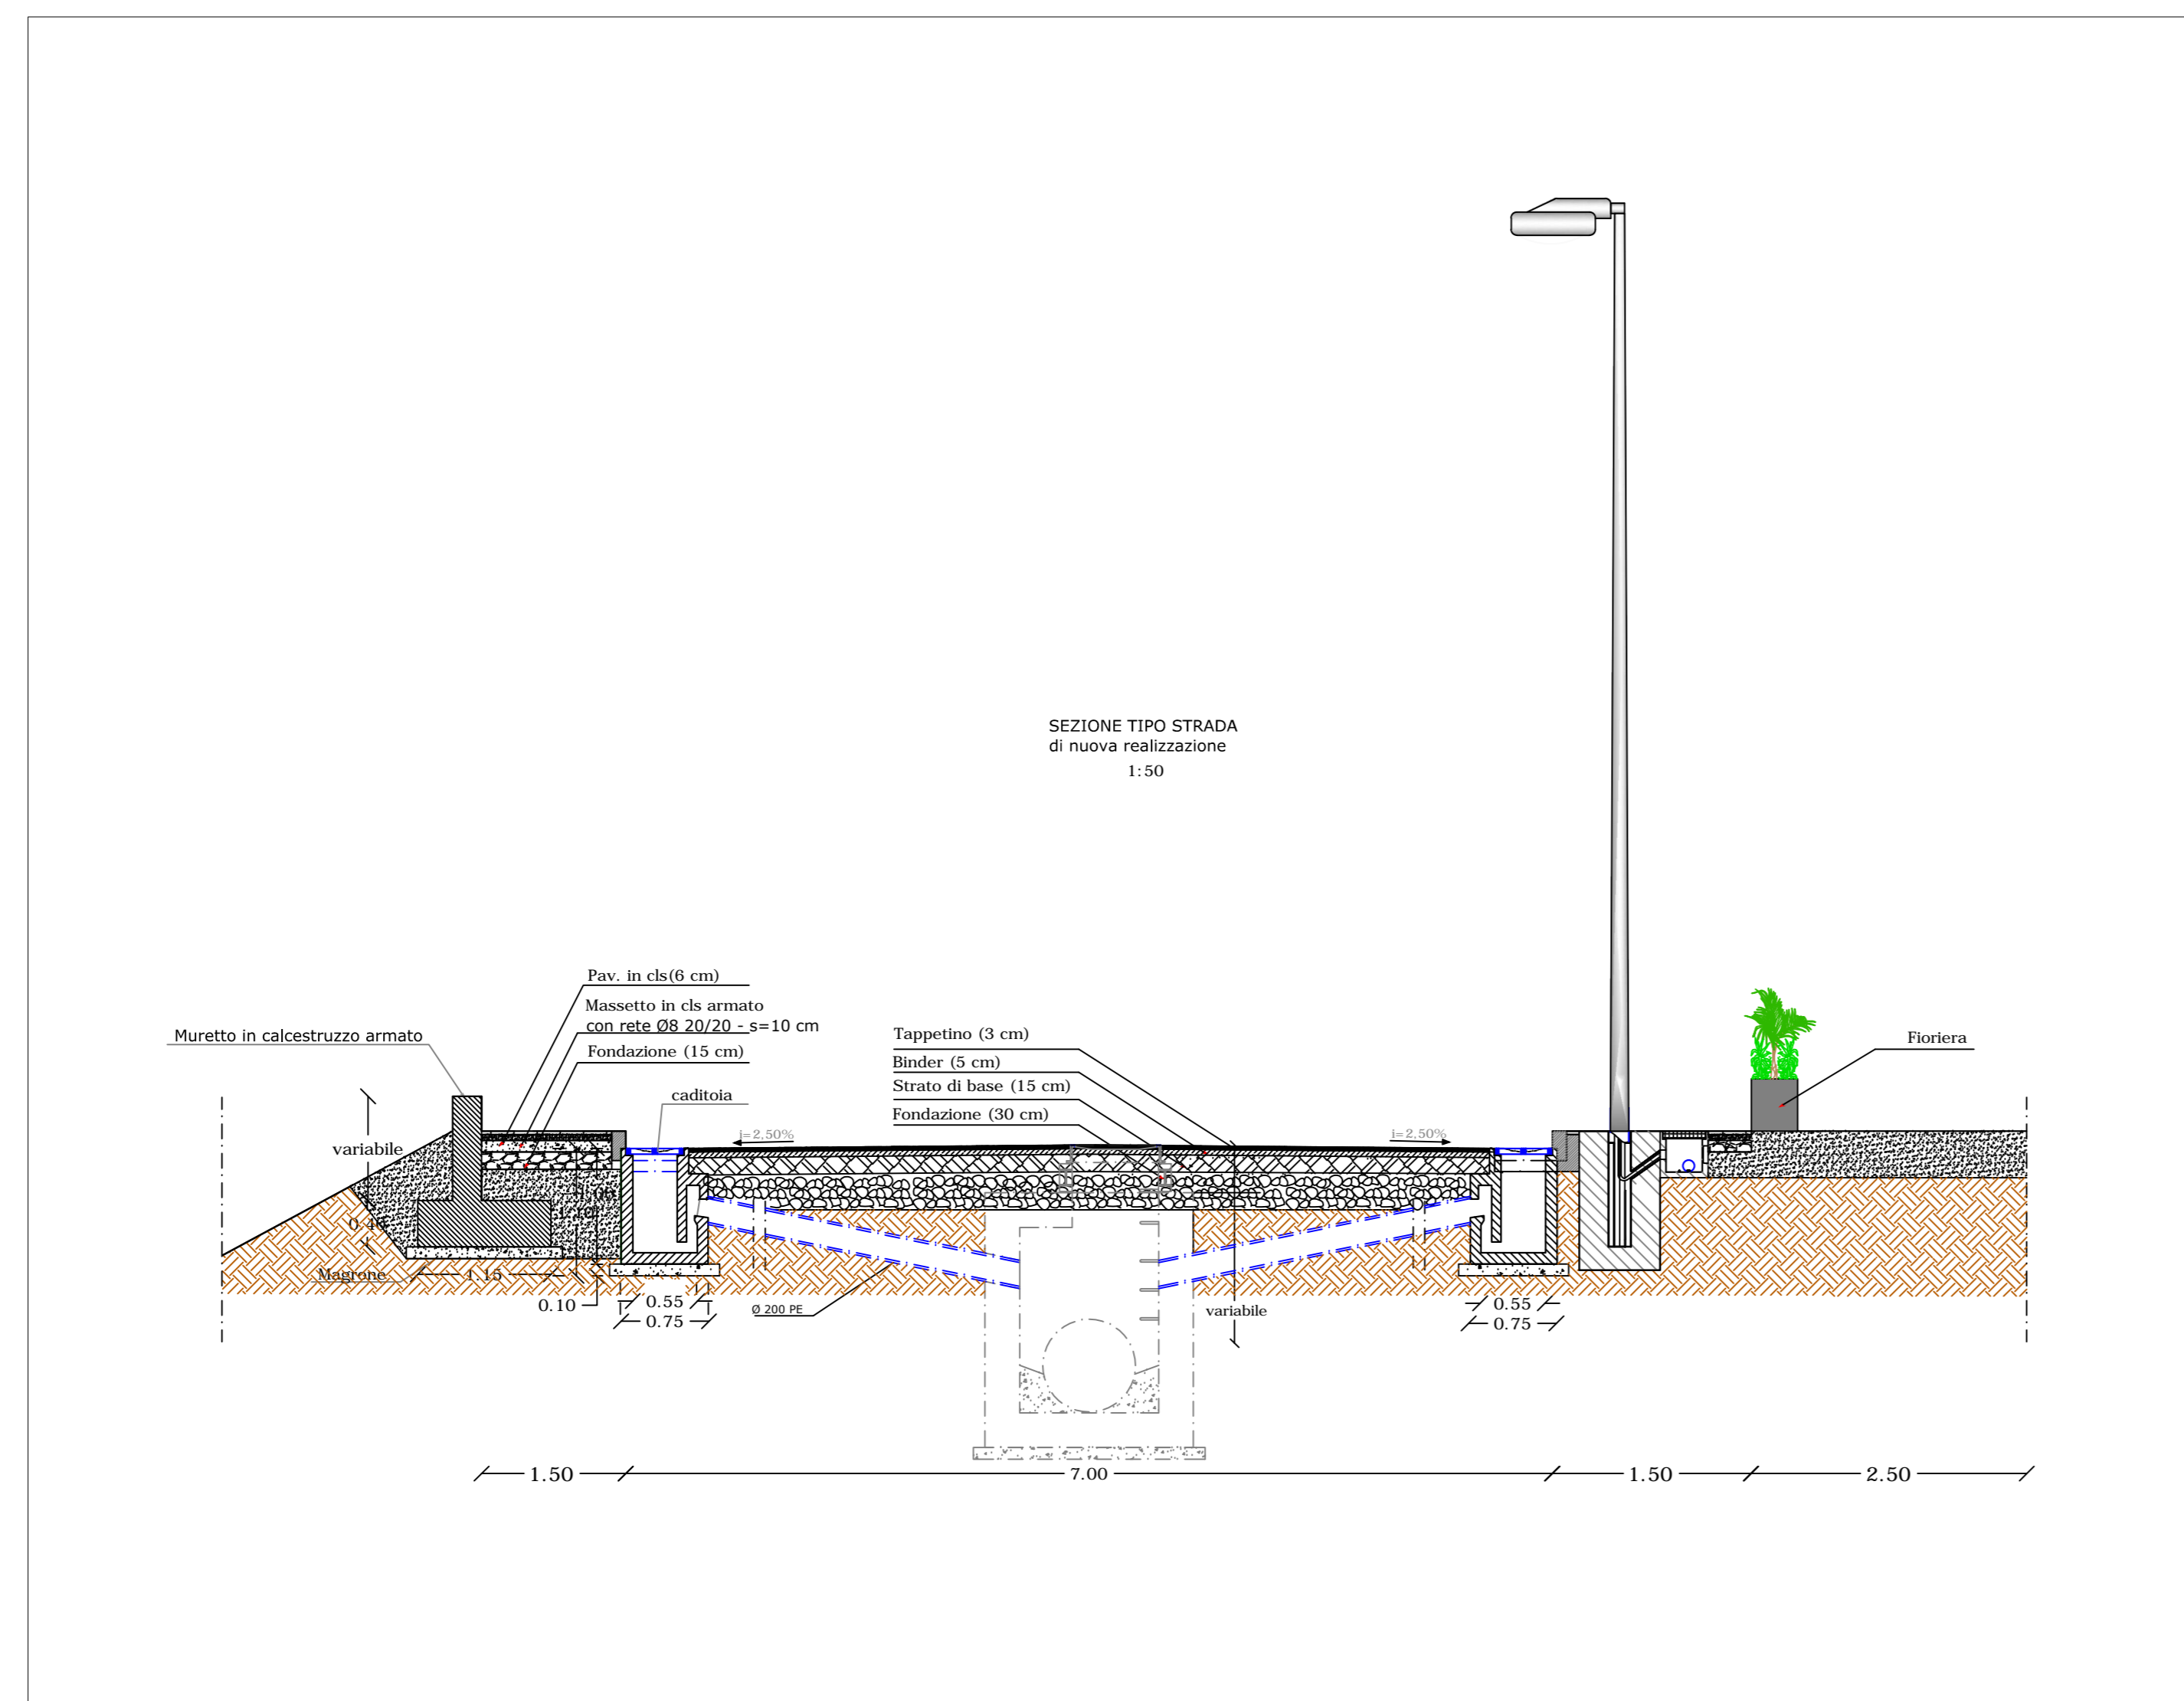 SEZIONE TIPO STRADA
di nuova realizzazione
1:50
Pav. in cls(6 cm)
Massetto in cls armato
con rete Ø8 20/20 - s=10 cm
Fondazione (15 cm)
Muretto in calcestruzzo armato
caditoia
Tappetino (3 cm)
Binder (5 cm)
Strato di base (15 cm)
Fondazione (30 cm)
Fioriera
variabile
i=2,50%
i=2,50%
Magrone
1.15
0.10
0.55
0.75
Ø 200 PE
variabile
0.55
0.75
1.50
7.00
1.50
2.50